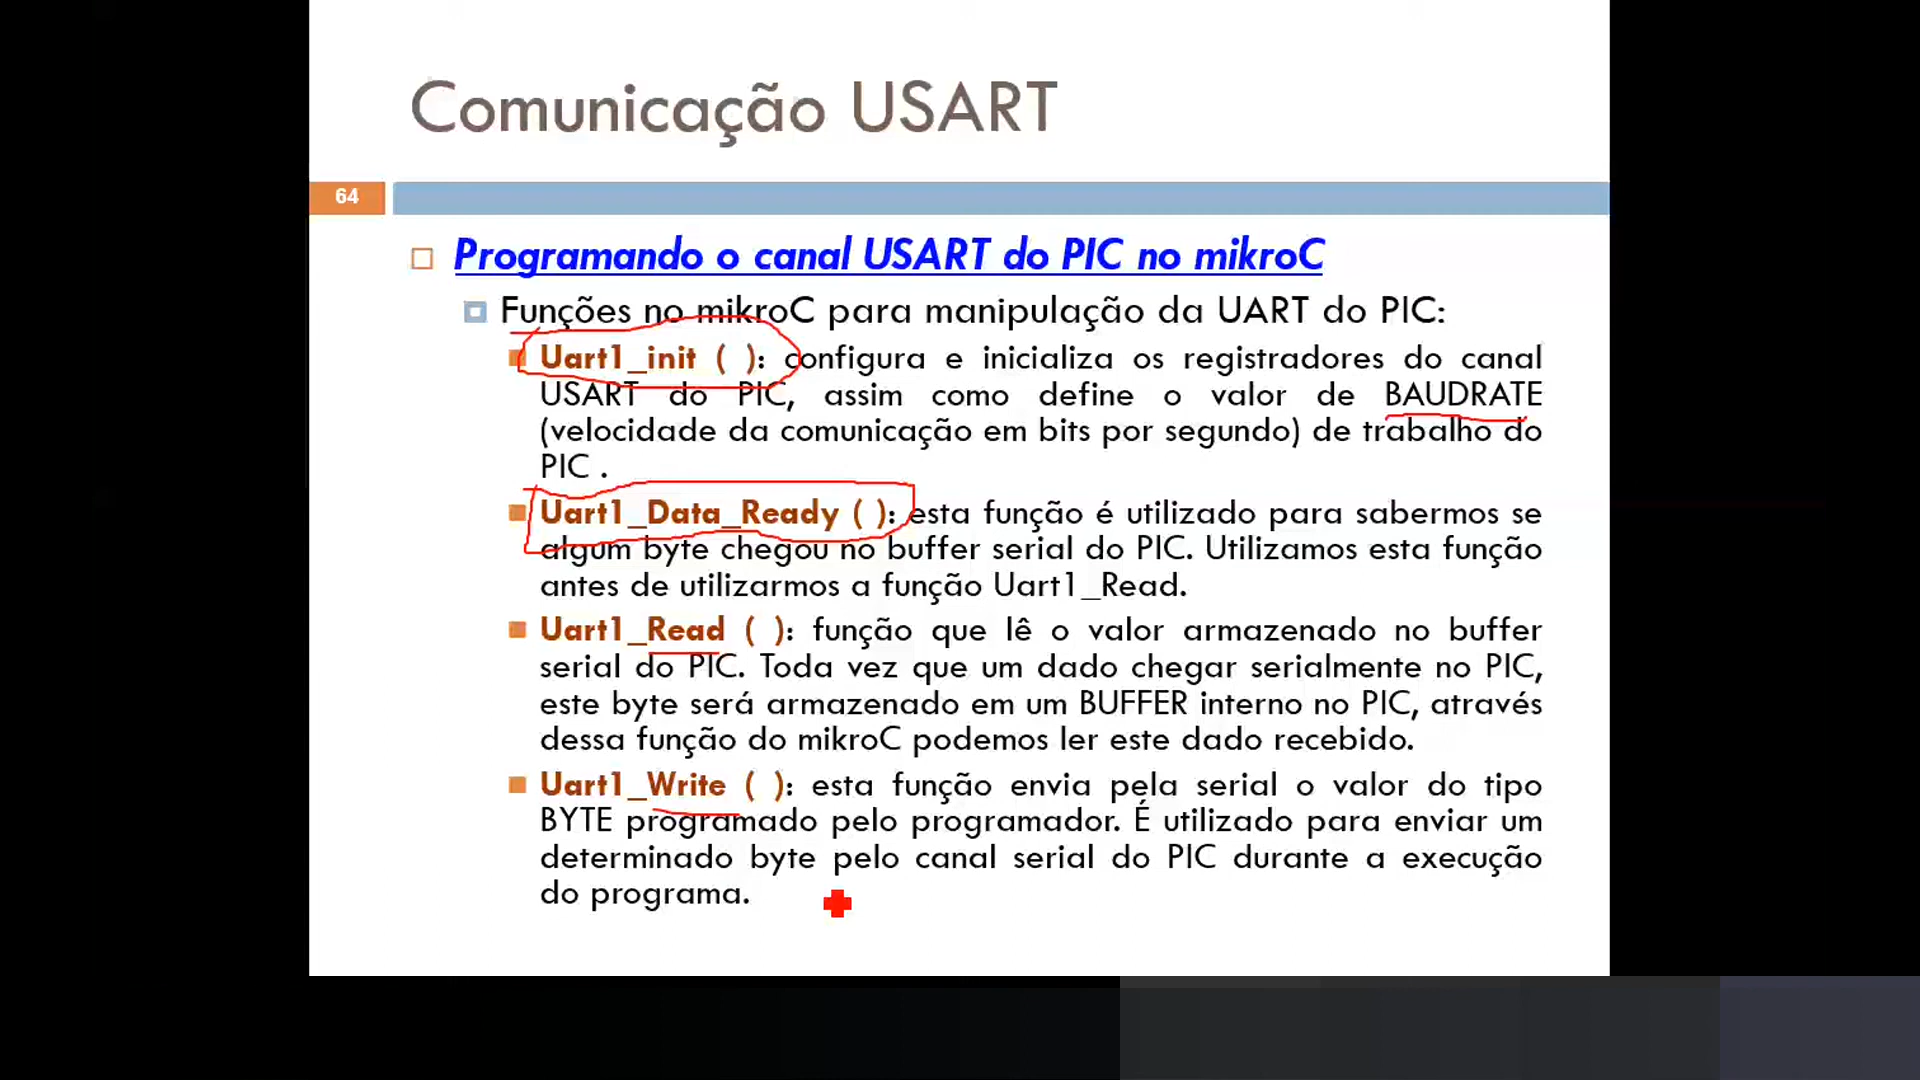 Comunicação USART
64
Programando o canal USART do PIC no mikroC
Funções no mikroC para manipulação da UART do PIC:
Uart1_init ( ): configura e inicializa os registradores do canal
USART do PIC, assim como define o valor de BAUDRATE
(velocidade da comunicação em bits por segundo) de trabalho do
PIC .
Uart1_Data_Ready ( ): esta função é utilizado para sabermos se
algum byte chegou no buffer serial do PIC. Utilizamos esta função
antes de utilizarmos a função Uart1_Read.
Uart1_Read ( ): função que lê o valor armazenado no buffer
serial do PIC. Toda vez que um dado chegar serialmente no PIC,
este byte será armazenado em um BUFFER interno no PIC, através
dessa função do mikroC podemos ler este dado recebido.
Uart1_Write ( ): esta função envia pela serial o valor do tipo
BYTE programado pelo programador. É utilizado para enviar um
determinado byte pelo canal serial do PIC durante a execução
do programa.